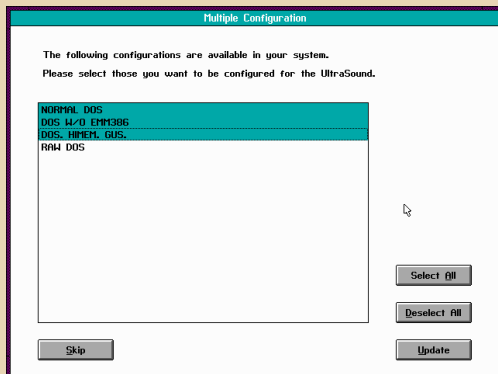 Multiple Configuration
The following configurations are available in your system.
Please select those you want to be configured for the UltraSound.
NORMAL DOS
DOS W/O EMM386
DOS. HIMEM. GUS.
RAW DOS
Select All
Deselect All
Skip
Update